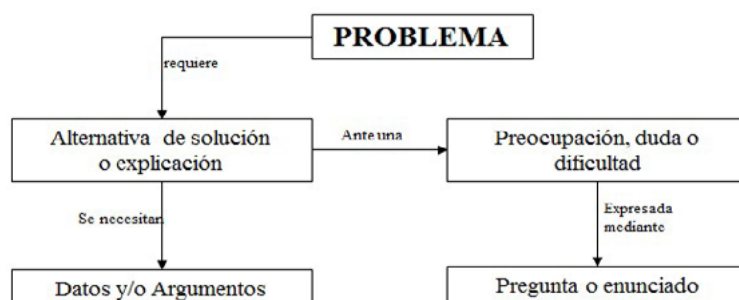 PROBLEMA
requiere
Alternativa de solución
o explicación
Ante una
Preocupación, duda o
dificultad
Se necesitan
Expresada
mediante
Datos y/o Argumentos
Pregunta o enunciado